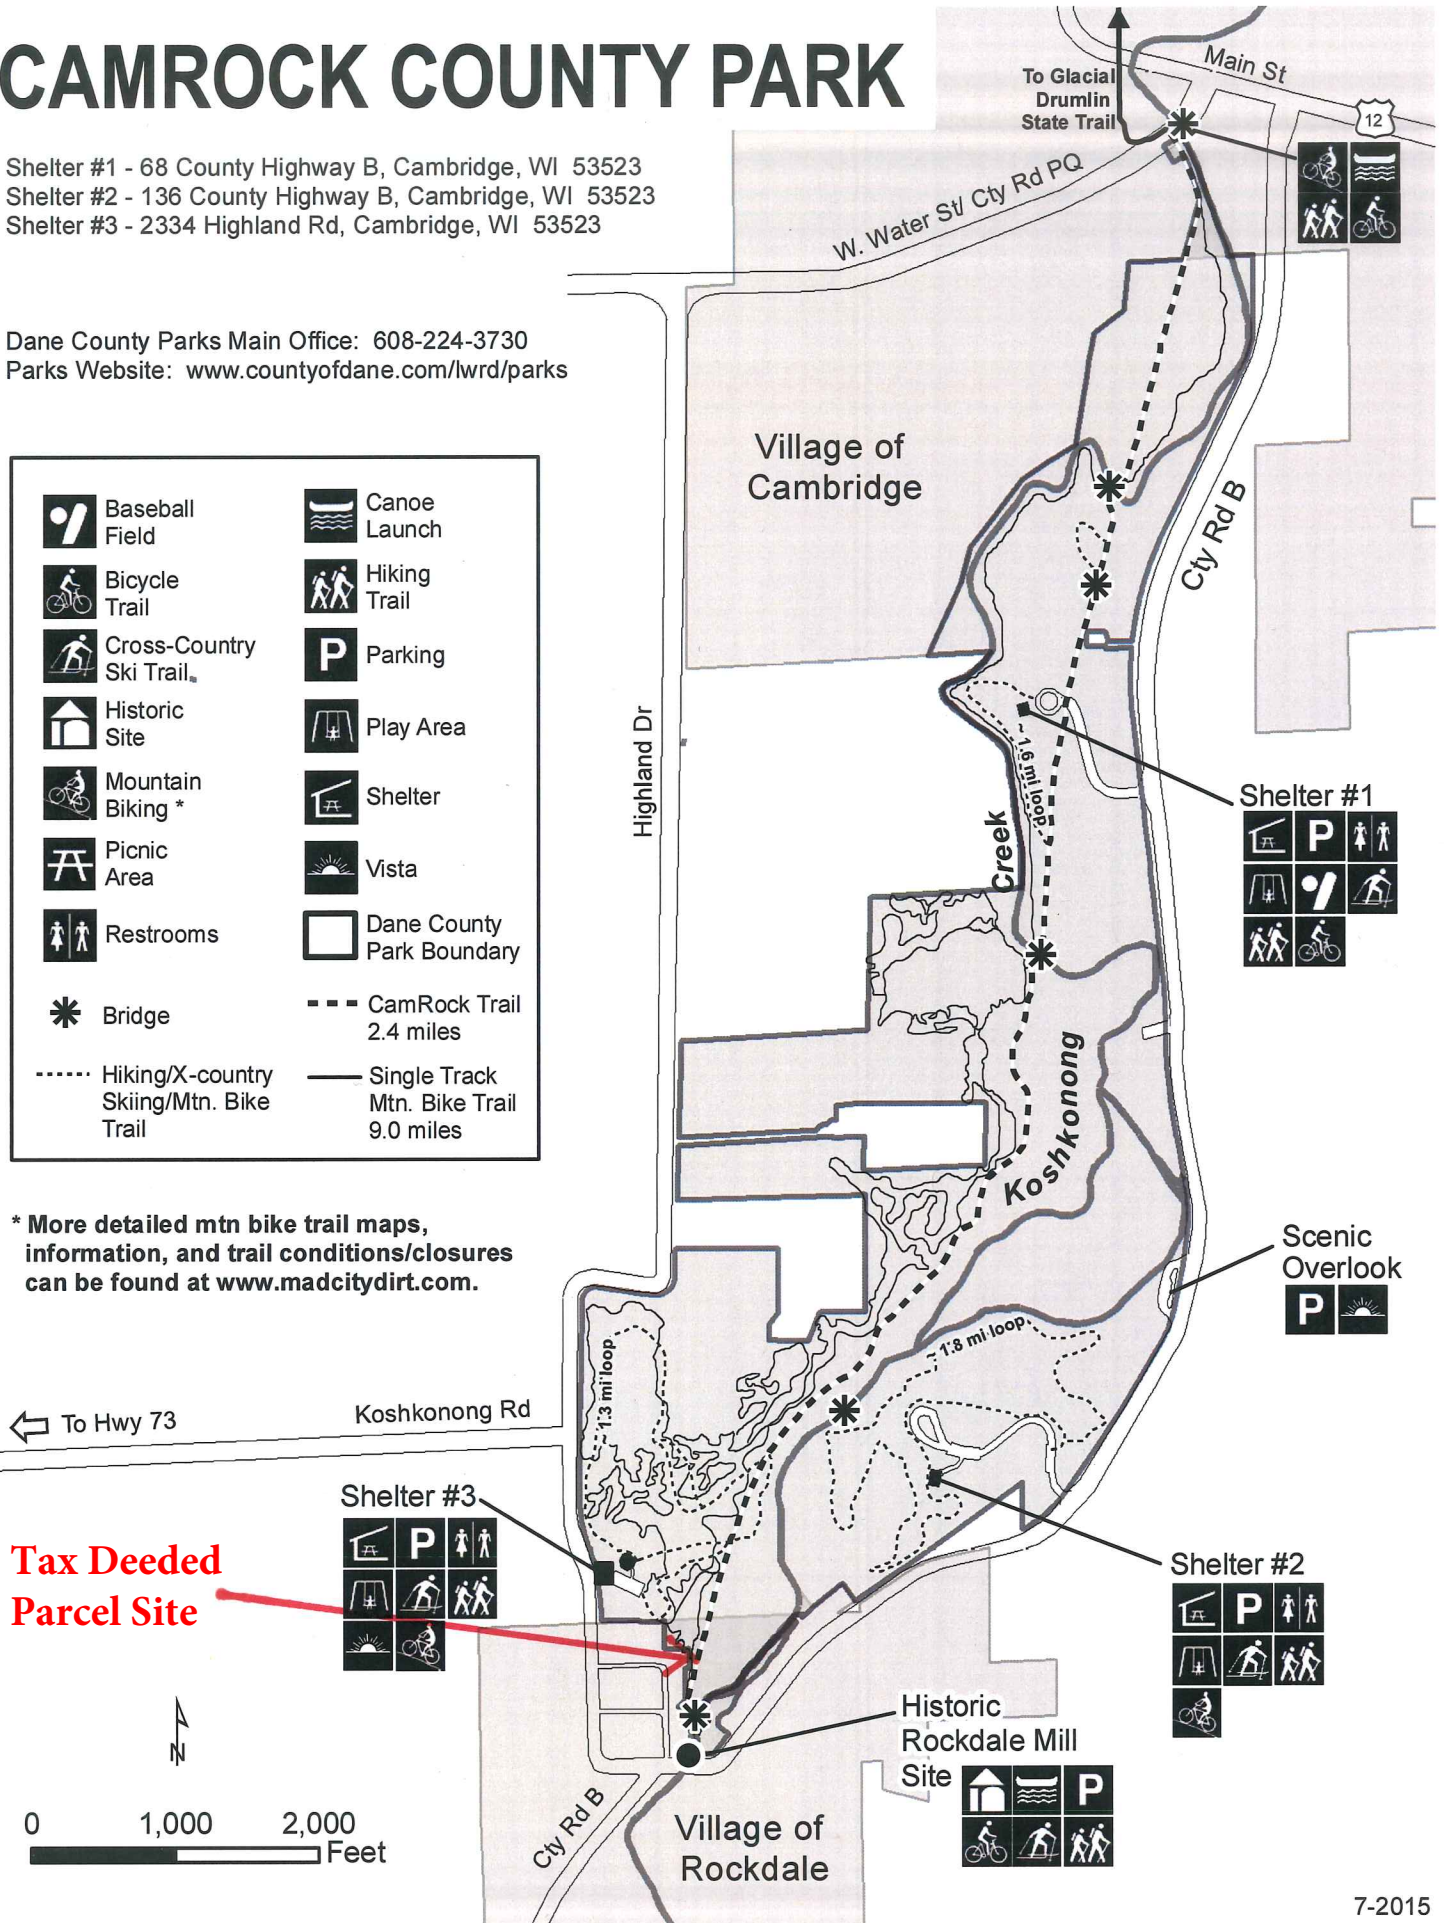 CAMROCK COUNTY PARK
Shelter #1 - 68 County Highway B, Cambridge, WI 53523
Shelter #2 - 136 County Highway B, Cambridge, WI 53523
Shelter #3 - 2334 Highland Rd, Cambridge, WI 53523
Dane County Parks Main Office: 608-224-3730
Parks Website: www.countyofdane.com/lwrd/parks
To Glacial
Drumlin
State Trail
Main St
12
W. Water St/ Cty Rd PQ
Village of
Cambridge
Cty Rd B
Highland Dr
Baseball
Field
Bicycle
Trail
Cross-Country
Ski Trail
Historic
Site
Mountain
Biking *
Picnic
Area
Restrooms
Bridge
Hiking/X-country
Skiing/Mtn. Bike
Trail
Canoe
Launch
Hiking
Trail
P
Parking
Play Area
Shelter
Vista
Dane County
Park Boundary
CamRock Trail
2.4 miles
Single Track
Mtn. Bike Trail
9.0 miles
* More detailed mtn bike trail maps,
information, and trail conditions/closures
can be found at www.madcitydirt.com.
~ 1.6 mi loop
Shelter #1
P
Creek
Koshkonong
Scenic
Overlook
P
~ 1.8 mi loop
~ 1.3 mi loop
To Hwy 73
Koshkonong Rd
Shelter #3
P
Tax Deeded
Parcel Site
Shelter #2
P
Historic
Rockdale Mill
Site
P
N
0 1,000 2,000
Feet
Cty Rd B
Village of
Rockdale
7-2015